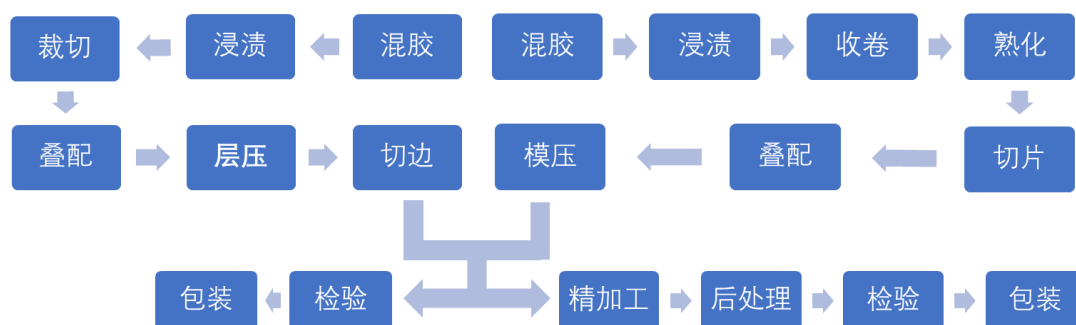 裁切 浸渍 混胶 混胶 浸渍 收卷 熟化
叠配 层压 切边 模压 叠配 切片
包装 检验 精加工 后处理 检验 包装